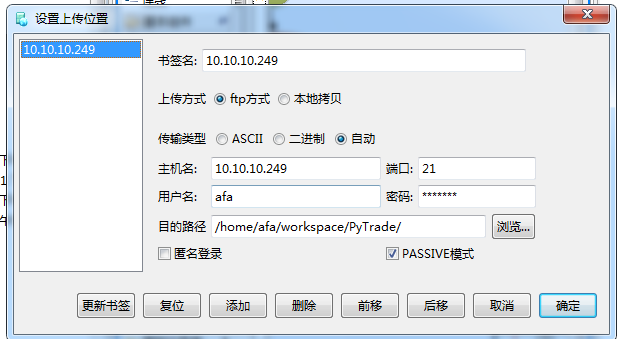 设置上传位置
10.10.10.249
书签名: 10.10.10.249
上传方式 ftp方式 本地拷贝
传输类型 ASCII 二进制 自动
主机名: 10.10.10.249 端口: 21
用户名: afa 密码: *******
目的路径 /home/afa/workspace/PyTrade/ 浏览...
匿名登录 PASSIVE模式
更新书签 复位 添加 删除 前移 后移 取消 确定